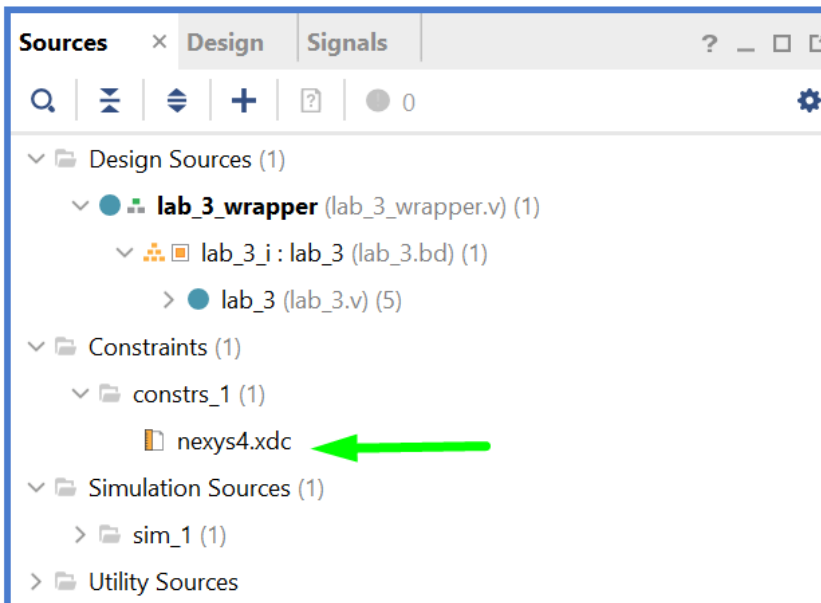 Sources × Design Signals ? _
0
Design Sources (1)
lab_3_wrapper (lab_3_wrapper.v) (1)
lab_3_i : lab_3 (lab_3.bd) (1)
lab_3 (lab_3.v) (5)
Constraints (1)
constrs_1 (1)
nexys4.xdc
Simulation Sources (1)
sim_1 (1)
Utility Sources